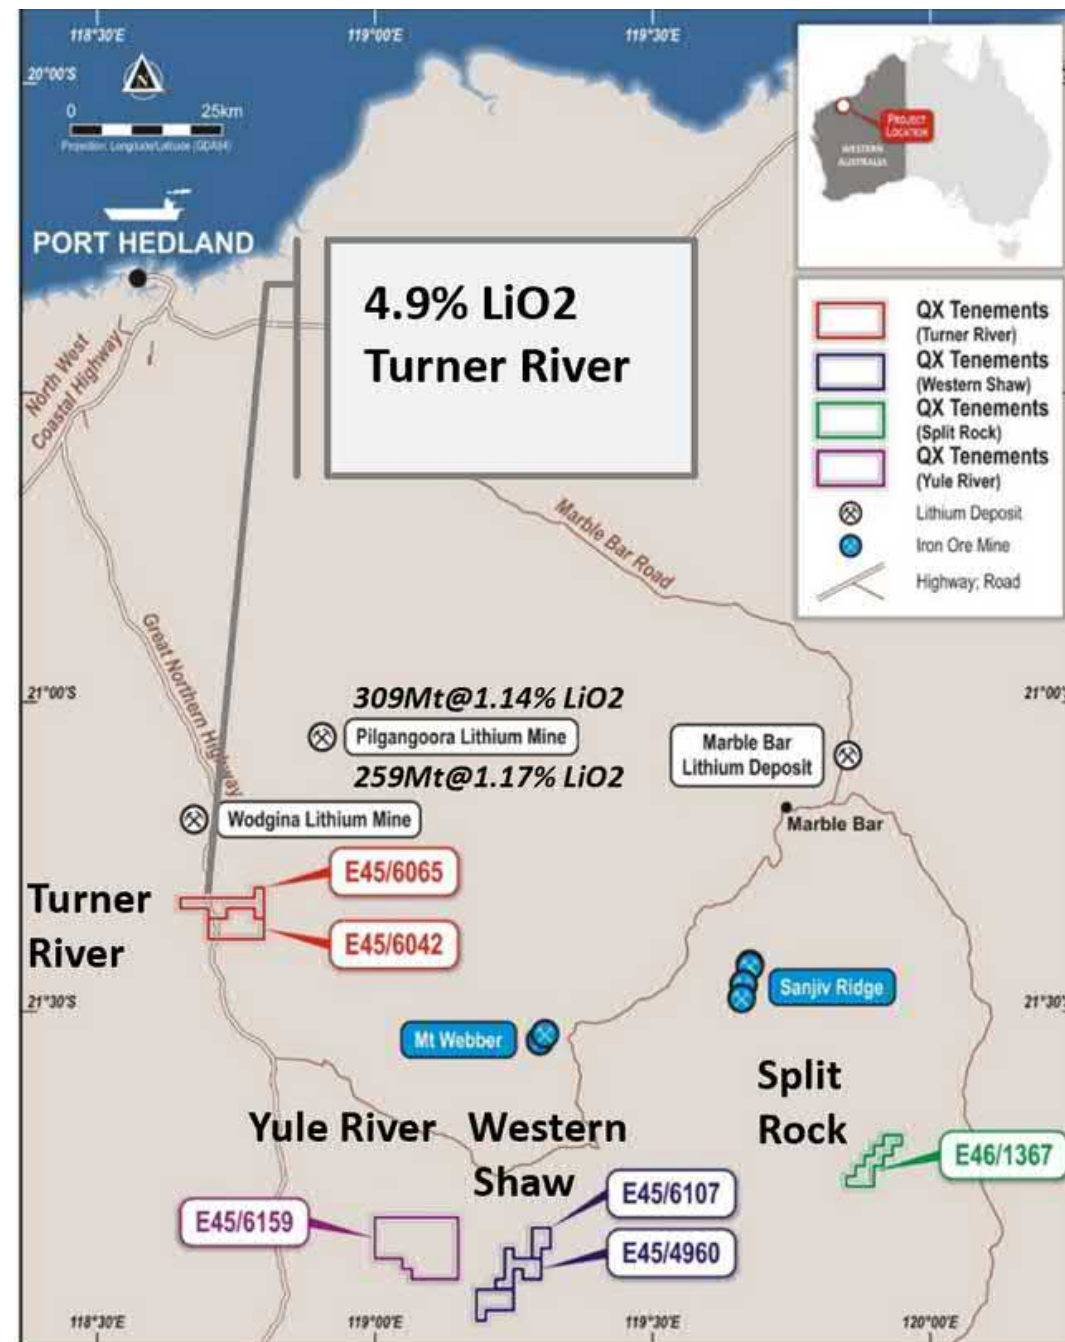 118°30'E
119°00'E
119°30'E
20°00'S
N
0
25km
Projection: Longitude/Latitude (GDA94)
PORT HEDLAND
PROJECT
LOCATION
WESTERN
AUSTRALIA
4.9% LiO2
Turner River
QX Tenements
(Turner River)
QX Tenements
(Western Shaw)
QX Tenements
(Split Rock)
QX Tenements
(Yule River)
Lithium Deposit
Iron Ore Mine
Highway; Road
North West
Coastal Highway
Marble Bar Road
Great Northern Highway
21°00'S
21°00'
309Mt@1.14% LiO2
Pilgangoora Lithium Mine
259Mt@1.17% LiO2
Marble Bar
Lithium Deposit
Wodgina Lithium Mine
Marble Bar
E45/6065
Turner
River
E45/6042
Sanjiv Ridge
21°30'S
21°30'
Mt Webber
Split
Rock
Yule River
Western
Shaw
E46/1367
E45/6107
E45/6159
E45/4960
118°30'E
119°00'E
119°30'E
120°00'E